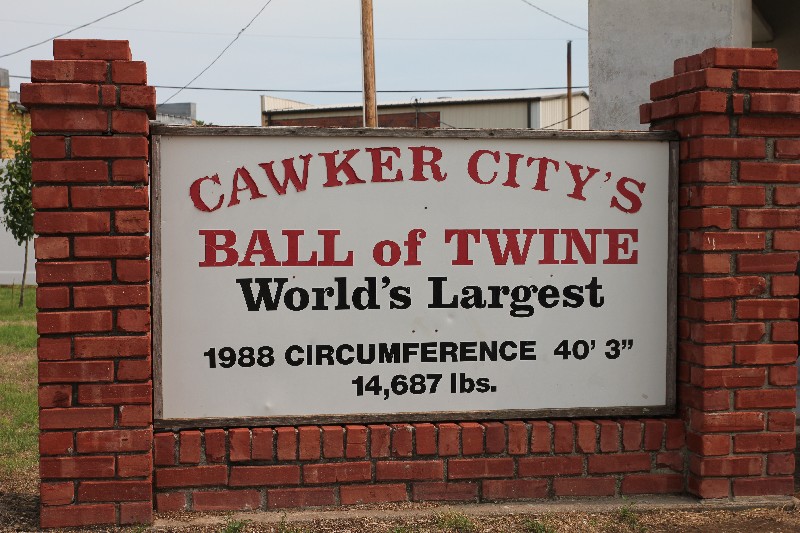 CAWKER CITY'S
BALL of TWINE
World's Largest
1988 CIRCUMFERENCE 40' 3"
14,687 lbs.